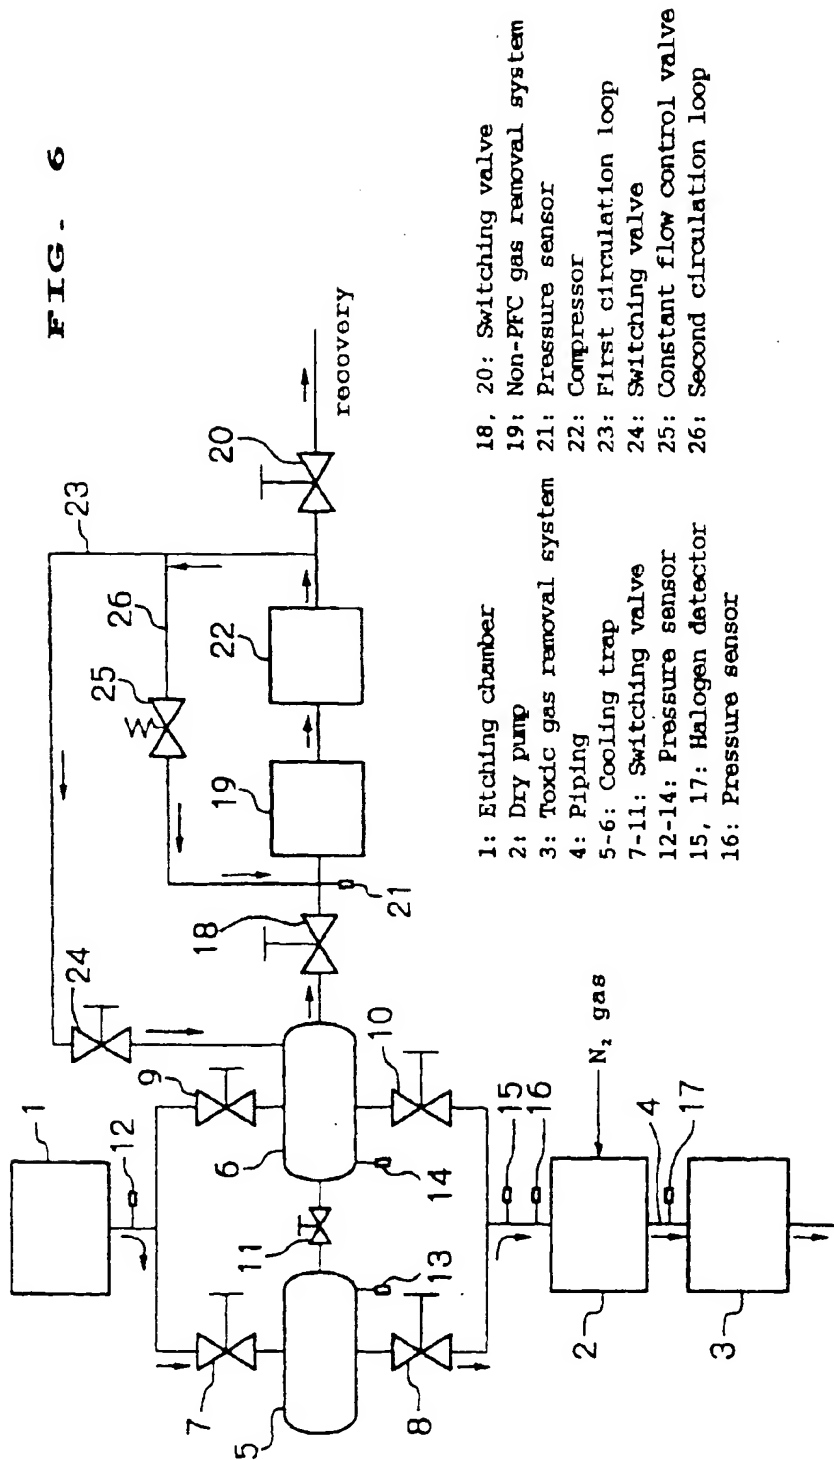 FIG. 6
1
12
7
9
24
5
6
11
13
14
8
10
15
16
N₂ gas
2
4
17
3
18
21
19
25
26
22
23
20
recovery
1: Etching chamber
2: Dry pump
3: Toxic gas removal system
4: Piping
5-6: Cooling trap
7-11: Switching valve
12-14: Pressure sensor
15, 17: Halogen detector
16: Pressure sensor
18, 20: Switching valve
19: Non-PFC gas removal system
21: Pressure sensor
22: Compressor
23: First circulation loop
24: Switching valve
25: Constant flow control valve
26: Second circulation loop